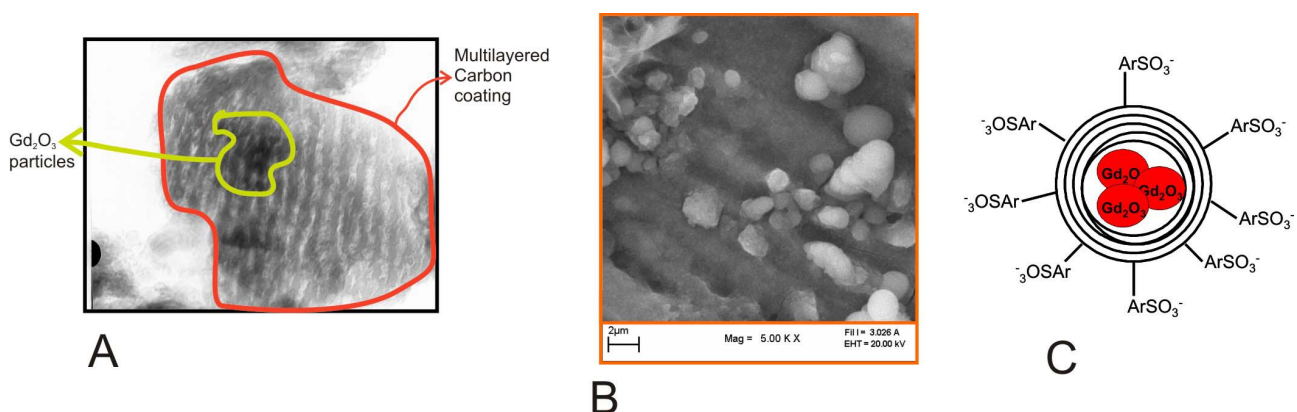 Multilayered
Carbon
coating
Gd₂O₃
particles
A
2µm
Mag = 5.00 K X
Fil I = 3.026 A
EHT = 20.00 kV
B
ArSO₃⁻
⁻₃OSAr
ArSO₃⁻
⁻₃OSAr
ArSO₃⁻
⁻₃OSAr
ArSO₃⁻
ArSO₃⁻
Gd₂O
Gd₂O₃
Gd₂O₃
C